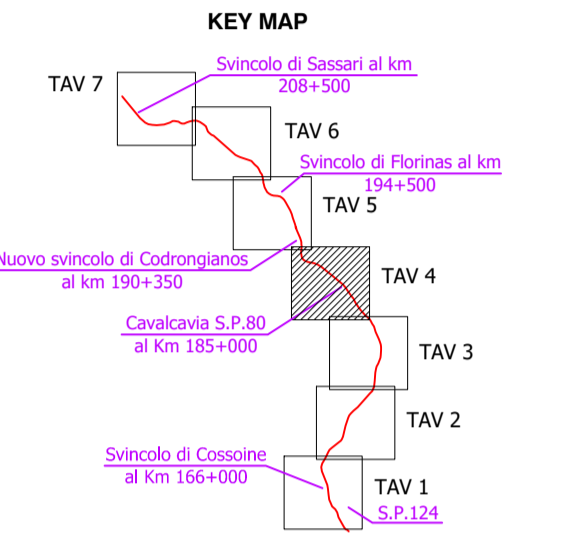 KEY MAP
Svincolo di Sassari al km
208+500
TAV 7
TAV 6
Svincolo di Florinas al km
194+500
TAV 5
Nuovo svincolo di Codrongianos
al km 190+350
TAV 4
Cavalcavia S.P.80
al Km 185+000
TAV 3
TAV 2
Svincolo di Cossoine
al Km 166+000
TAV 1
S.P.124